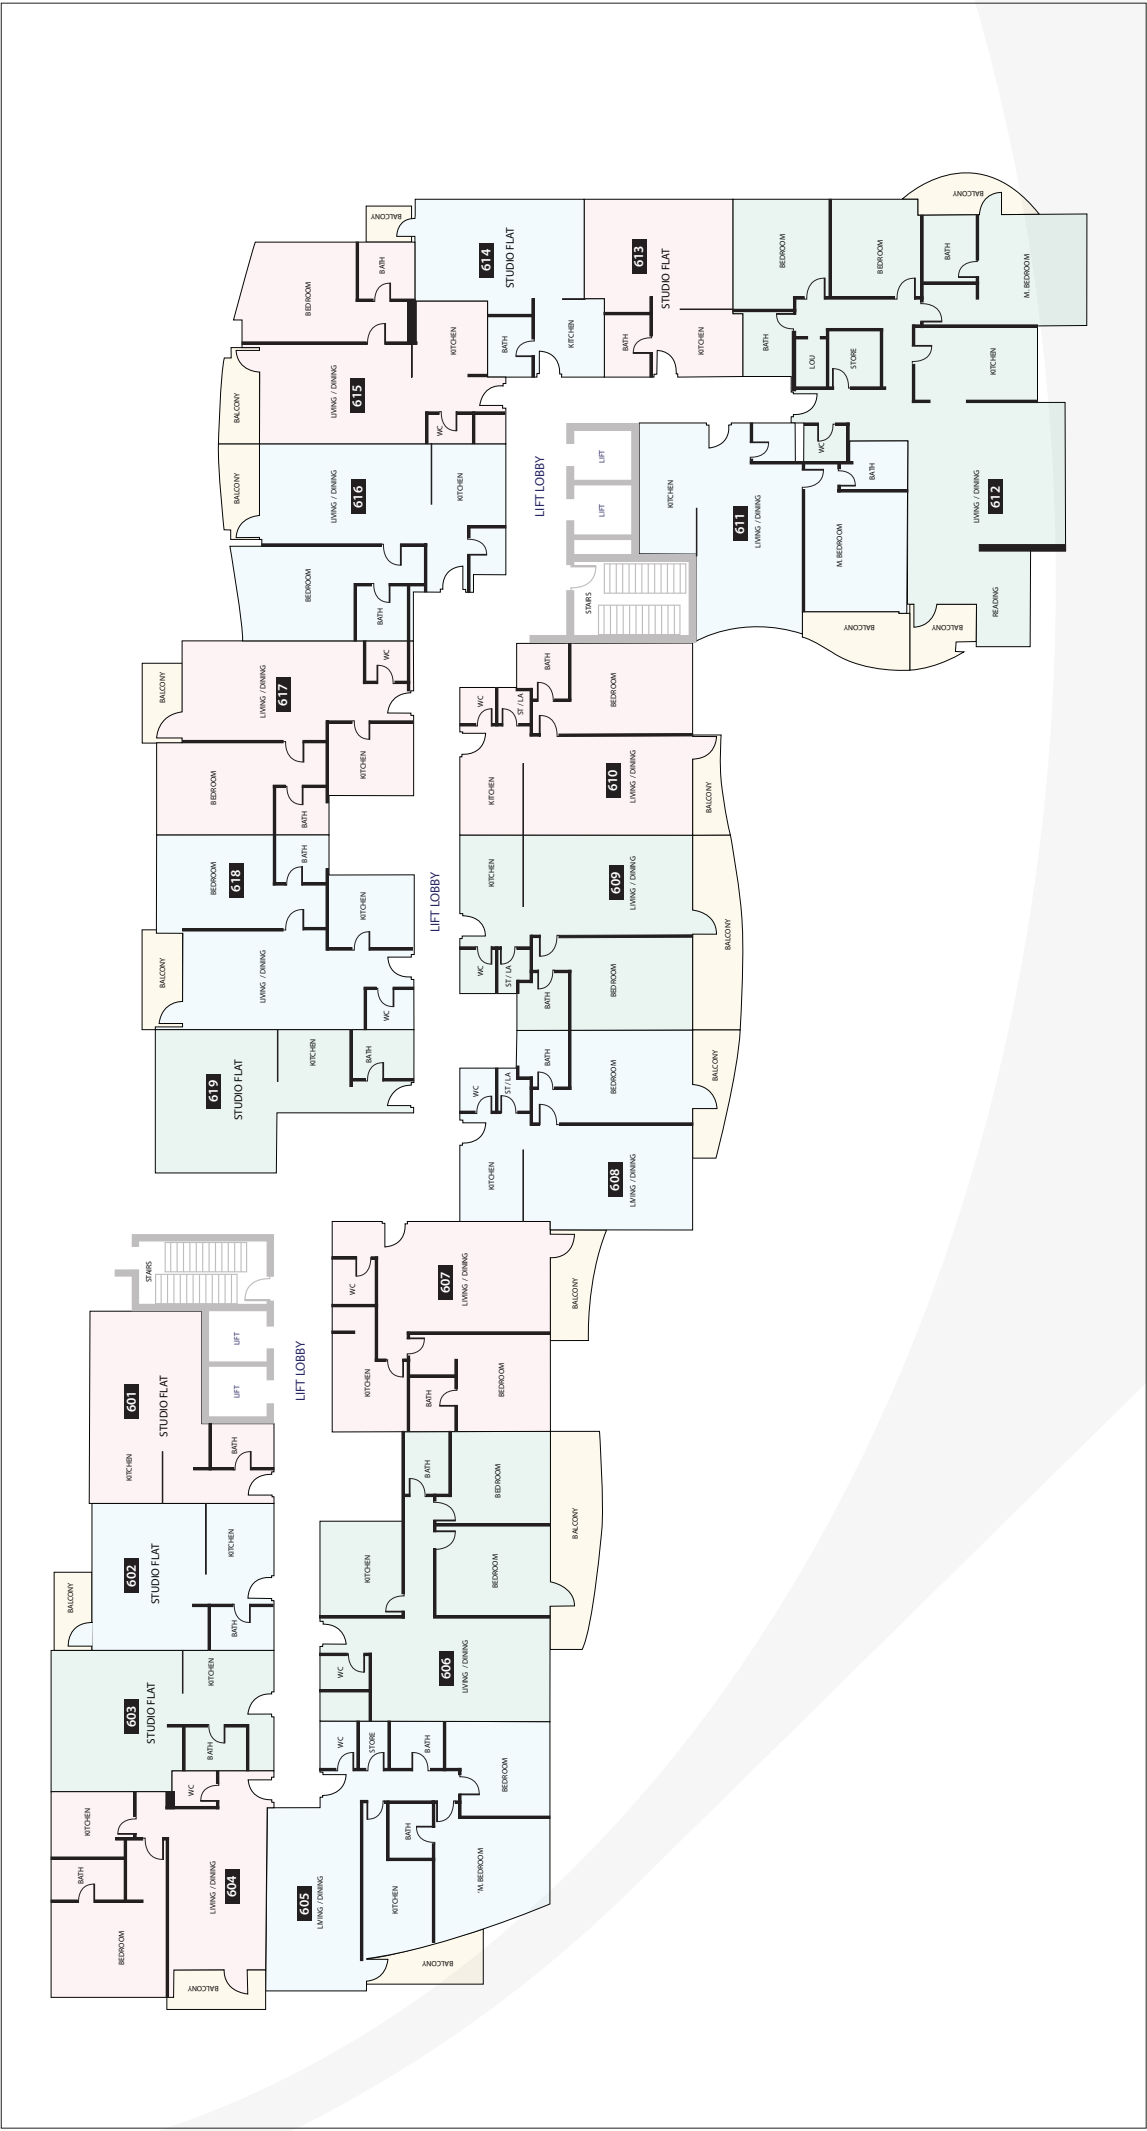 BALCONY
BALCONY
614
STUDIO FLAT
613
STUDIO FLAT
BEDROOM
BEDROOM
BATH
M. BEDROOM
BEDROOM
BATH
KITCHEN
BATH
KITCHEN
BATH
KITCHEN
BATH
LOU
STORE
KITCHEN
BALCONY
LIVING / DINING
615
WC
WC
BATH
BALCONY
LIVING / DINING
616
KITCHEN
LIFT LOBBY
LIFT
LIFT
KITCHEN
611
LIVING / DINING
M. BEDROOM
LIVING / DINING
612
BEDROOM
BATH
STAIRS
BALCONY
BALCONY
READING
BALCONY
LIVING / DINING
617
WC
KITCHEN
BATH
WC
ST / LA
BEDROOM
BEDROOM
BATH
KITCHEN
610
LIVING / DINING
BALCONY
BEDROOM
618
BATH
KITCHEN
LIFT LOBBY
KITCHEN
609
LIVING / DINING
BALCONY
BALCONY
LIVING / DINING
WC
WC
ST / LA
BATH
BEDROOM
619
STUDIO FLAT
KITCHEN
BATH
WC
ST / LA
BATH
BEDROOM
BALCONY
KITCHEN
608
LIVING / DINING
STAIRS
LIFT
LIFT
LIFT LOBBY
WC
607
LIVING / DINING
BALCONY
601
STUDIO FLAT
KITCHEN
BATH
KITCHEN
BATH
BEDROOM
602
STUDIO FLAT
KITCHEN
BATH
BALCONY
BATH
BEDROOM
KITCHEN
BEDROOM
BALCONY
603
STUDIO FLAT
KITCHEN
BATH
WC
606
LIVING / DINING
WC
STORE
BATH
BEDROOM
WC
KITCHEN
BATH
LIVING / DINING
604
BEDROOM
BALCONY
605
LIVING / DINING
BATH
KITCHEN
'M. BEDROOM
BALCONY